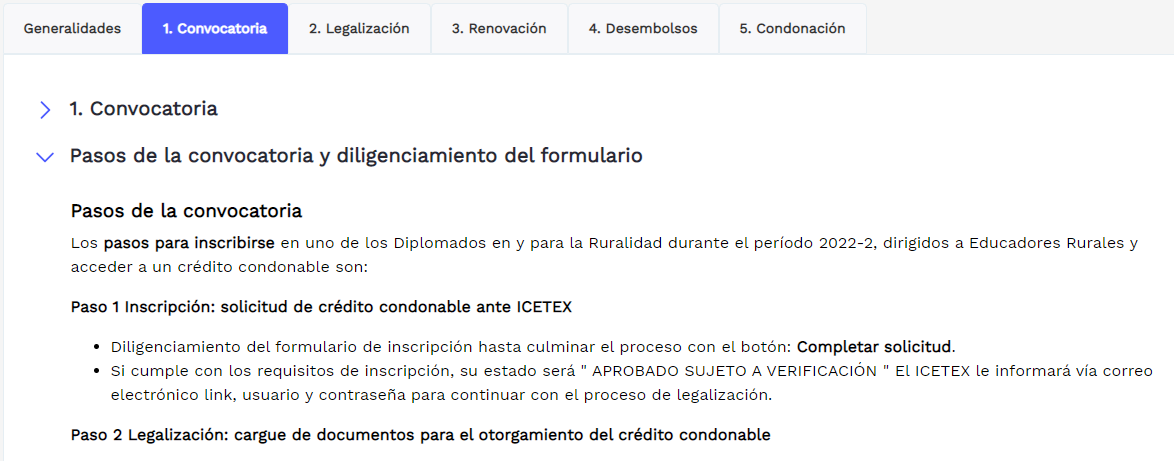 Generalidades
1. Convocatoria
2. Legalización
3. Renovación
4. Desembolsos
5. Condonación
1. Convocatoria
Pasos de la convocatoria y diligenciamiento del formulario
Pasos de la convocatoria
Los pasos para inscribirse en uno de los Diplomados en y para la Ruralidad durante el período 2022-2, dirigidos a Educadores Rurales y
acceder a un crédito condonable son:
Paso 1 Inscripción: solicitud de crédito condonable ante ICETEX
• Diligenciamiento del formulario de inscripción hasta culminar el proceso con el botón: Completar solicitud.
• Si cumple con los requisitos de inscripción, su estado será " APROBADO SUJETO A VERIFICACIÓN " El ICETEX le informará vía correo
electrónico link, usuario y contraseña para continuar con el proceso de legalización.
Paso 2 Legalización: cargue de documentos para el otorgamiento del crédito condonable